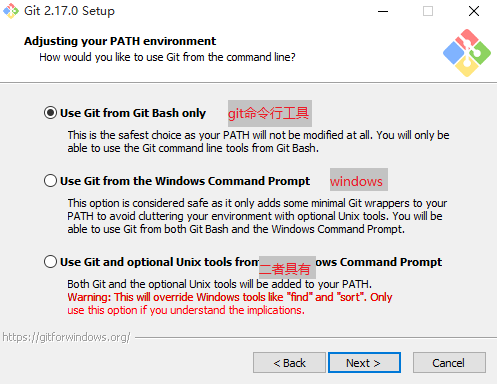 Git 2.17.0 Setup
Adjusting your PATH environment
How would you like to use Git from the command line?
Use Git from Git Bash only git命令行工具
This is the safest choice as your PATH will not be modified at all. You will only be
able to use the Git command line tools from Git Bash.
Use Git from the Windows Command Prompt windows
This option is considered safe as it only adds some minimal Git wrappers to your
PATH to avoid cluttering your environment with optional Unix tools. You will be
able to use Git from both Git Bash and the Windows Command Prompt.
Use Git and optional Unix tools from 二者具有 ows Command Prompt
Both Git and the optional Unix tools will be added to your PATH.
Warning: This will override Windows tools like "find" and "sort". Only
use this option if you understand the implications.
https://gitforwindows.org/
< Back Next > Cancel